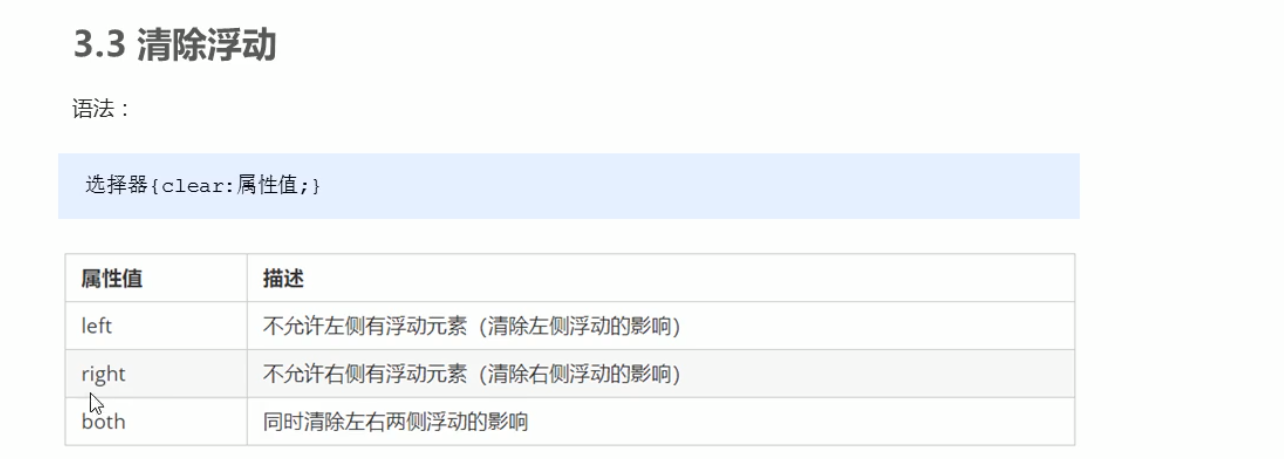 3.3 清除浮动
语法：
选择器{clear:属性值;}
属性值 描述
left 不允许左侧有浮动元素（清除左侧浮动的影响）
right 不允许右侧有浮动元素（清除右侧浮动的影响）
both 同时清除左右两侧浮动的影响